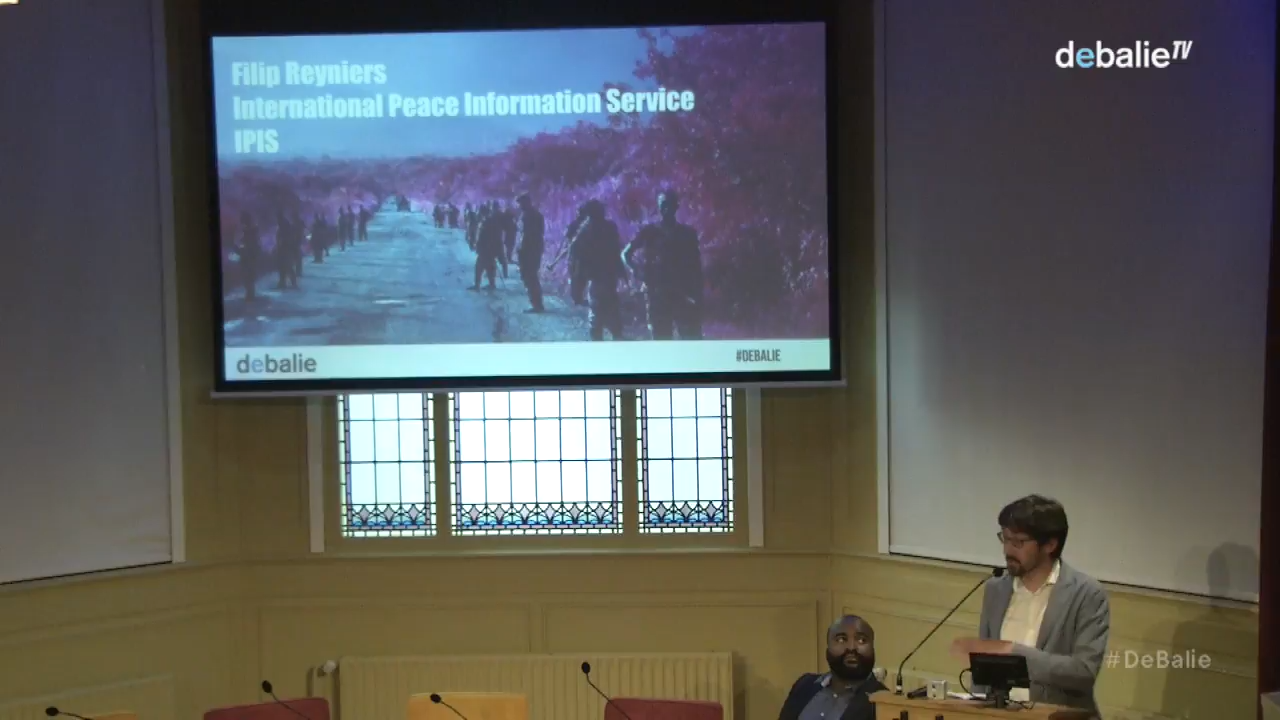 debalieTV
Filip Reyniers
International Peace Information Service
IPIS
debalie
#DEBALIE
#DeBalie